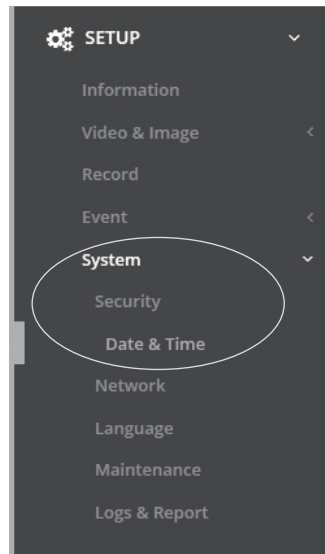 SETUP
Information
Video & Image
Record
Event
System
Security
Date & Time
Network
Language
Maintenance
Logs & Report